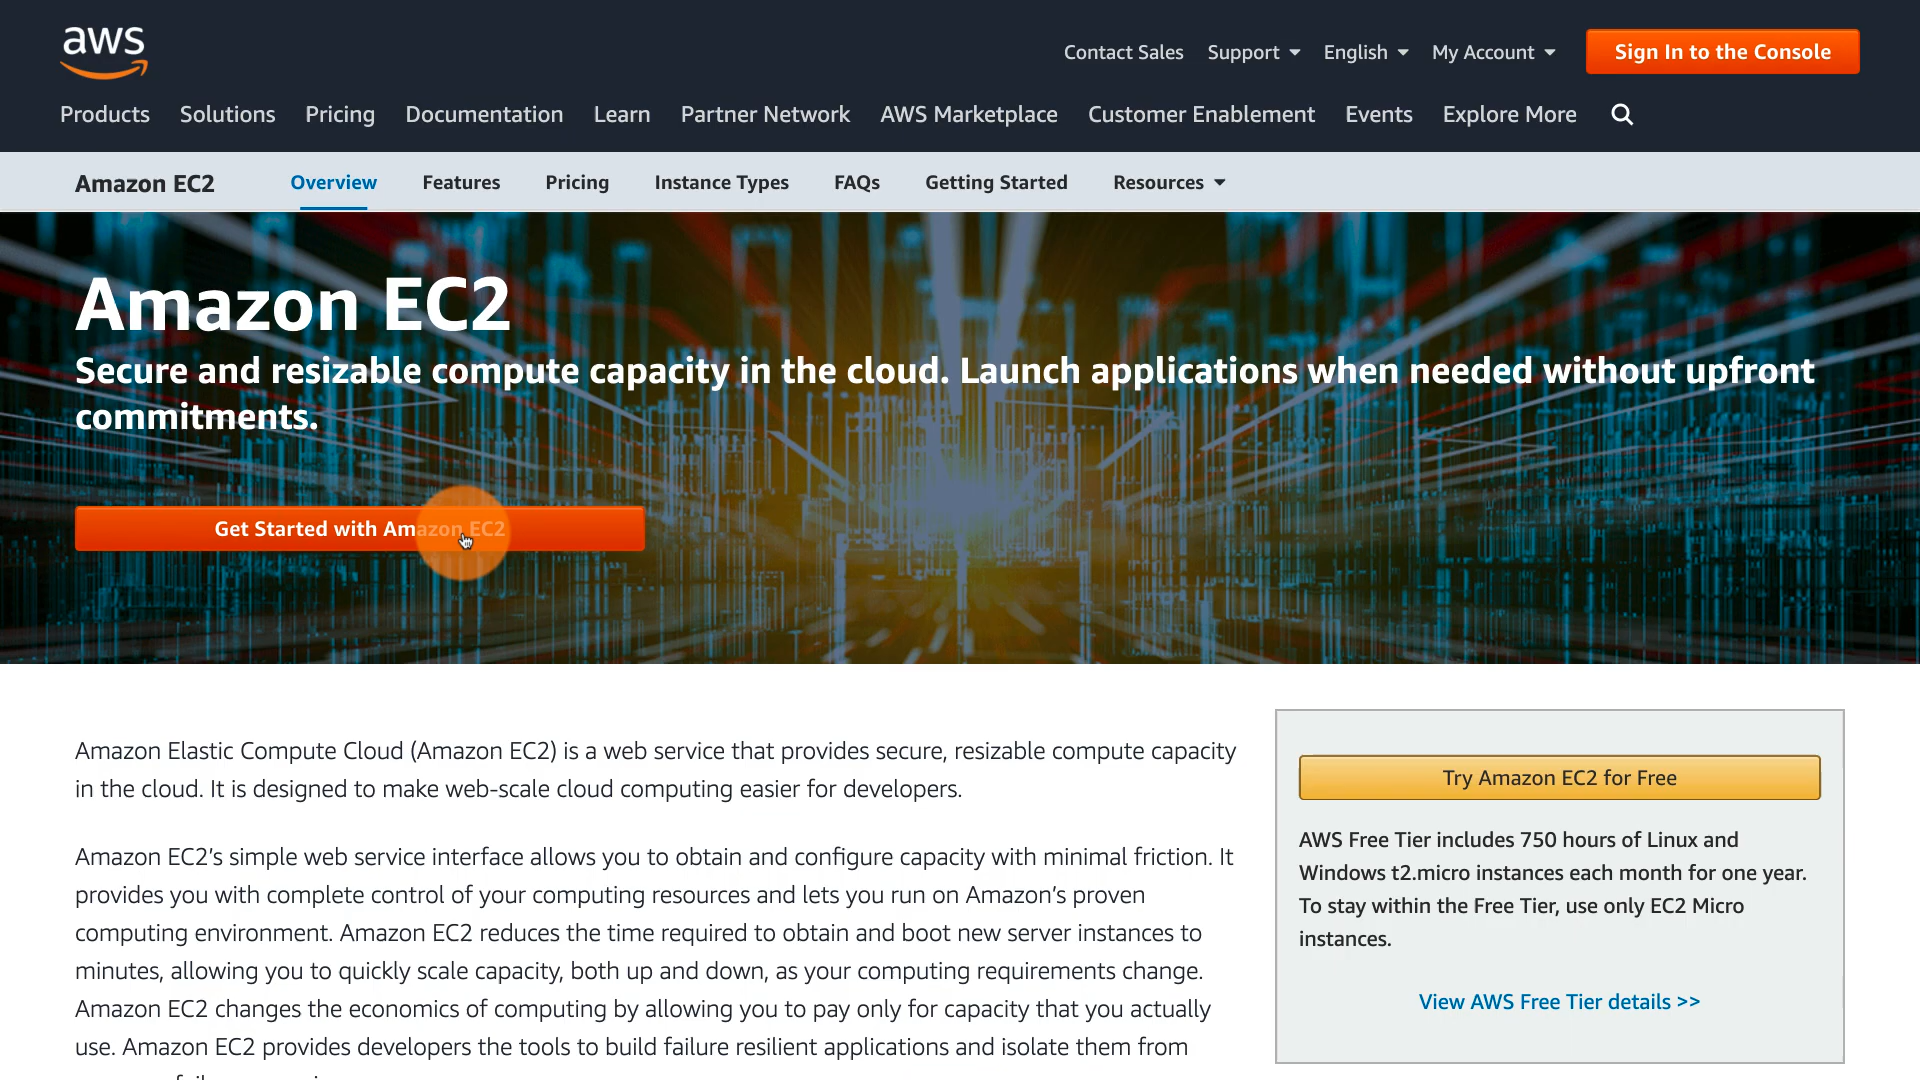 aws
Contact Sales Support English My Account Sign In to the Console
Products Solutions Pricing Documentation Learn Partner Network AWS Marketplace Customer Enablement Events Explore More
Amazon EC2 Overview Features Pricing Instance Types FAQs Getting Started Resources
Amazon EC2
Secure and resizable compute capacity in the cloud. Launch applications when needed without upfront
commitments.
Get Started with Amazon EC2
Amazon Elastic Compute Cloud (Amazon EC2) is a web service that provides secure, resizable compute capacity
in the cloud. It is designed to make web-scale cloud computing easier for developers.
Amazon EC2’s simple web service interface allows you to obtain and configure capacity with minimal friction. It
provides you with complete control of your computing resources and lets you run on Amazon’s proven
computing environment. Amazon EC2 reduces the time required to obtain and boot new server instances to
minutes, allowing you to quickly scale capacity, both up and down, as your computing requirements change.
Amazon EC2 changes the economics of computing by allowing you to pay only for capacity that you actually
use. Amazon EC2 provides developers the tools to build failure resilient applications and isolate them from
Try Amazon EC2 for Free
AWS Free Tier includes 750 hours of Linux and
Windows t2.micro instances each month for one year.
To stay within the Free Tier, use only EC2 Micro
instances.
View AWS Free Tier details >>